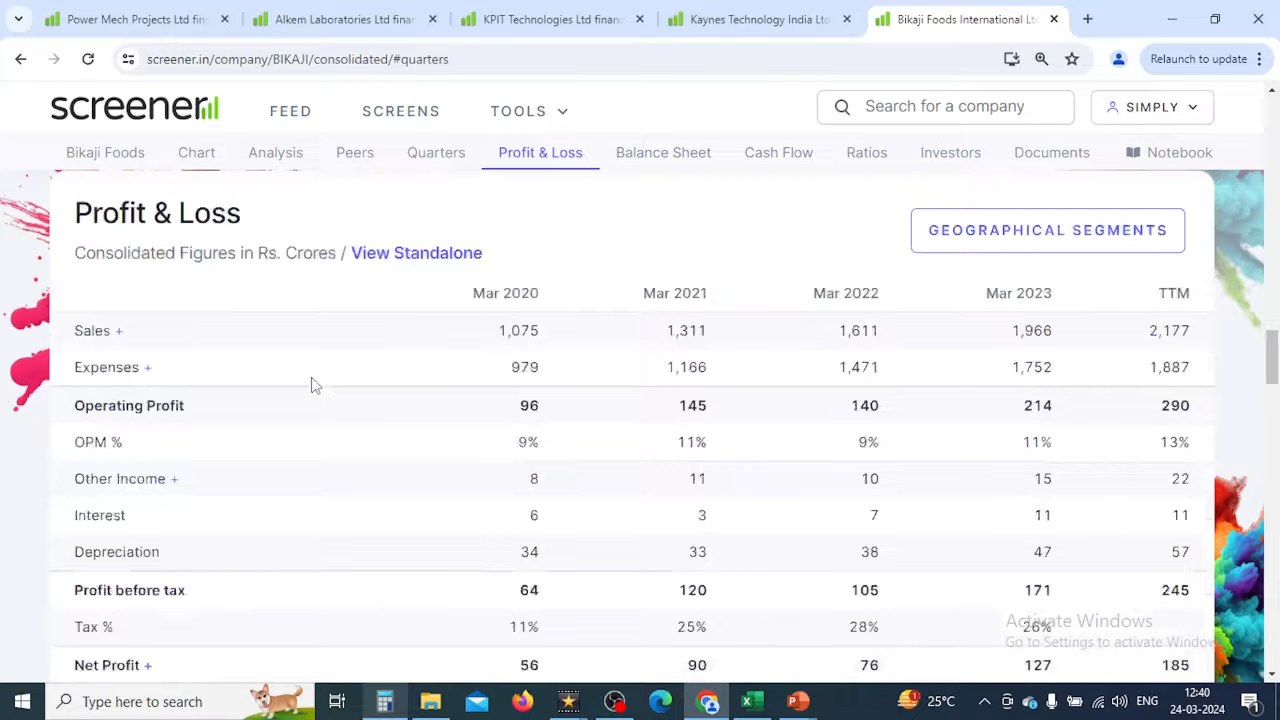 Power Mech Projects Ltd fin
Alkem Laboratories Ltd finan
KPIT Technologies Ltd financ
Kaynes Technology India Ltd
Bikaji Foods International Lt
screener.in/company/BIKAJI/consolidated/#quarters
Relaunch to update
screener
FEED
SCREENS
TOOLS
Search for a company
SIMPLY
Bikaji Foods Chart Analysis Peers Quarters Profit & Loss Balance Sheet Cash Flow Ratios Investors Documents Notebook
Profit & Loss
GEOGRAPHICAL SEGMENTS
Consolidated Figures in Rs. Crores / View Standalone
Mar 2020 Mar 2021 Mar 2022 Mar 2023 TTM
Sales + 1,075 1,311 1,611 1,966 2,177
Expenses + 979 1,166 1,471 1,752 1,887
Operating Profit 96 145 140 214 290
OPM % 9% 11% 9% 11% 13%
Other Income + 8 11 10 15 22
Interest 6 3 7 11 11
Depreciation 34 33 38 47 57
Profit before tax 64 120 105 171 245
Tax % 11% 25% 28% 26%
Net Profit + 56 90 76 127 185
Activate Windows
Go to Settings to activate Window
Type here to search
1
25°C
ENG
12:40
24-03-2024
1